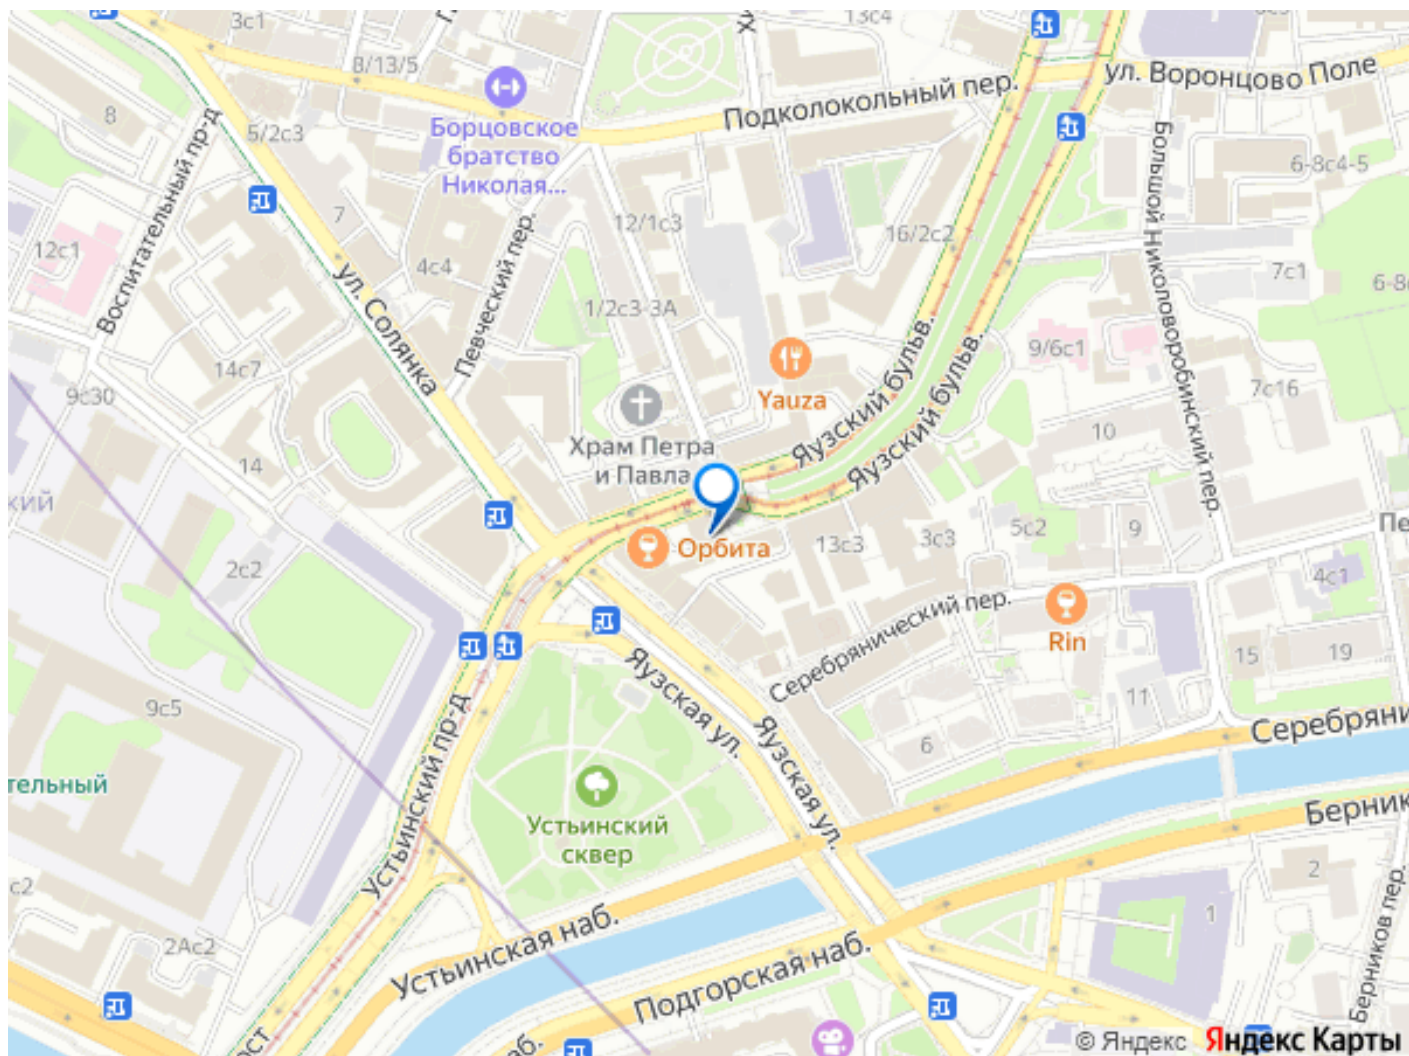 3с1
13с4
8/13/5
ул. Воронцово Поле
Подколокольный пер.
8
5/2с3
Борцовское
братство
Николая...
Воспитательный пр-д
Большой Николоворобинский пер.
6-8с4-5
7
12/1с3
16/2с2
12с1
4с4
Певческий пер.
7с1
ул. Солянка
1/2с3-3А
9/6с1
14с7
Yauza
Яузский бульв.
Яузский бульв.
7с16
9с30
10
Храм Петра
и Павла
14
Орбита
13с3
3с3
5с2
9
2с2
4с1
Серебрянический пер.
Rin
15
19
Яузская ул.
11
9с5
Устьинский пр-д
Яузская ул.
6
Устьинский
сквер
2
1
2Ас2
Устьинская наб.
Подгорская наб.
Берников пер.
© Яндекс Яндекс Карты